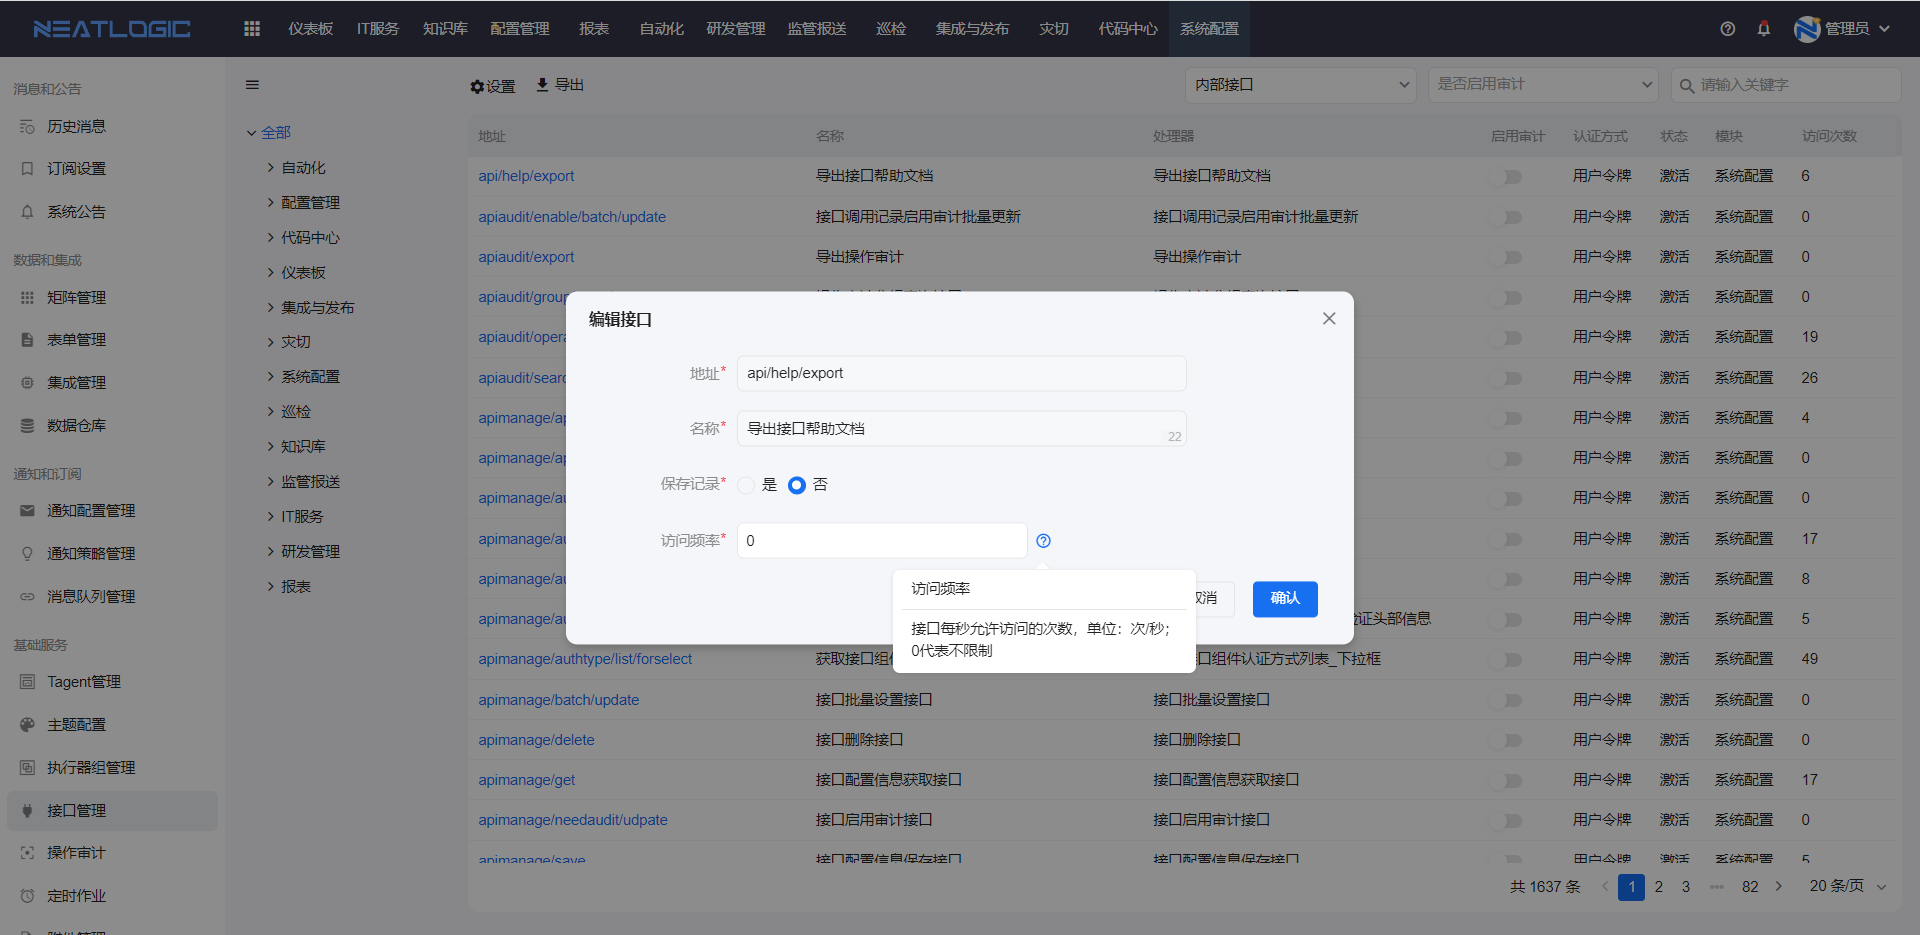 NEATLOGIC 仪表板 IT服务 知识库 配置管理 报表 自动化 研发管理 监管报送 巡检 集成与发布 灾切 代码中心 系统配置 管理员
消息和公告
历史消息
订阅设置
系统公告
数据和集成
矩阵管理
表单管理
集成管理
数据仓库
通知和订阅
通知配置管理
通知策略管理
消息队列管理
基础服务
Tagent管理
主题配置
执行器组管理
接口管理
操作审计
定时作业
全部
自动化
配置管理
代码中心
仪表板
集成与发布
灾切
系统配置
巡检
知识库
监管报送
IT服务
研发管理
报表
设置 导出 内部接口 是否启用审计 请输入关键字
地址 名称 处理器 启用审计 认证方式 状态 模块 访问次数
api/help/export 导出接口帮助文档 导出接口帮助文档 用户令牌 激活 系统配置 6
apiaudit/enable/batch/update 接口调用记录启用审计批量更新 接口调用记录启用审计批量更新 用户令牌 激活 系统配置 0
apiaudit/export 导出操作审计 导出操作审计 用户令牌 激活 系统配置 0
apiaudit/group 用户令牌 激活 系统配置 0
apiaudit/opera 用户令牌 激活 系统配置 19
apiaudit/searc 用户令牌 激活 系统配置 26
apimanage/ap 用户令牌 激活 系统配置 4
apimanage/ap 用户令牌 激活 系统配置 0
apimanage/au 用户令牌 激活 系统配置 0
apimanage/au 用户令牌 激活 系统配置 17
apimanage/au 用户令牌 激活 系统配置 8
apimanage/au 证头部信息 用户令牌 激活 系统配置 5
apimanage/authtype/list/forselect 获取接口组 口组件认证方式列表_下拉框 用户令牌 激活 系统配置 49
apimanage/batch/update 接口批量设置接口 接口批量设置接口 用户令牌 激活 系统配置 0
apimanage/delete 接口删除接口 接口删除接口 用户令牌 激活 系统配置 0
apimanage/get 接口配置信息获取接口 接口配置信息获取接口 用户令牌 激活 系统配置 17
apimanage/needaudit/udpate 接口启用审计接口 接口启用审计接口 用户令牌 激活 系统配置 0
apimanage/save 接口配置信息保存接口 接口配置信息保存接口 用户令牌 激活 系统配置 5
共 1637 条 1 2 3 ••• 82 20 条/页
编辑接口
地址* api/help/export
名称* 导出接口帮助文档 22
保存记录* 是 否
访问频率* 0
消 确认
访问频率
接口每秒允许访问的次数，单位：次/秒；
0代表不限制